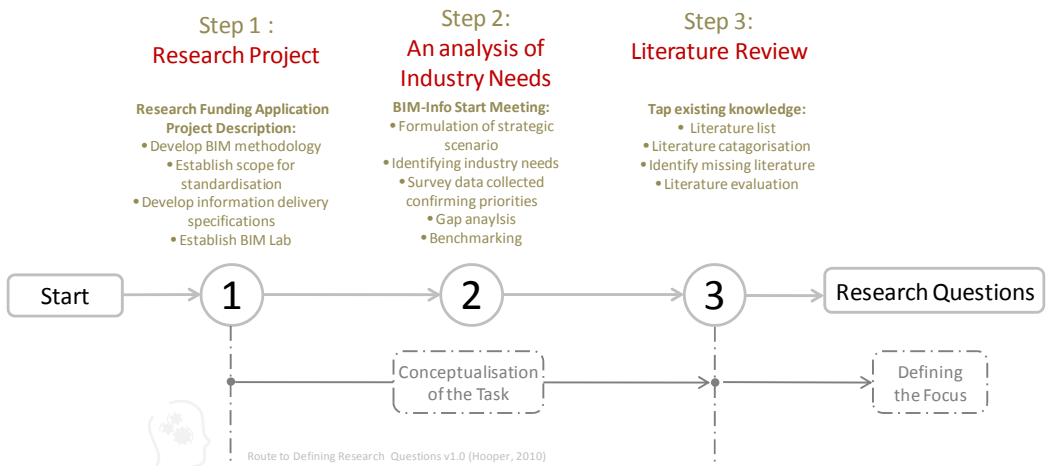 Step 1 :
Research Project
Research Funding Application
Project Description:
• Develop BIM methodology
• Establish scope for
standardisation
• Develop information delivery
specifications
• Establish BIM Lab
Step 2:
An analysis of
Industry Needs
BIM-Info Start Meeting:
• Formulation of strategic
scenario
• Identifying industry needs
• Survey data collected
confirming priorities
• Gap anaylsis
• Benchmarking
Step 3:
Literature Review
Tap existing knowledge:
• Literature list
• Literature catagorisation
• Identify missing literature
• Literature evaluation
Start
1
2
3
Research Questions
Conceptualisation
of the Task
Defining
the Focus
Route to Defining Research Questions v1.0 (Hooper, 2010)